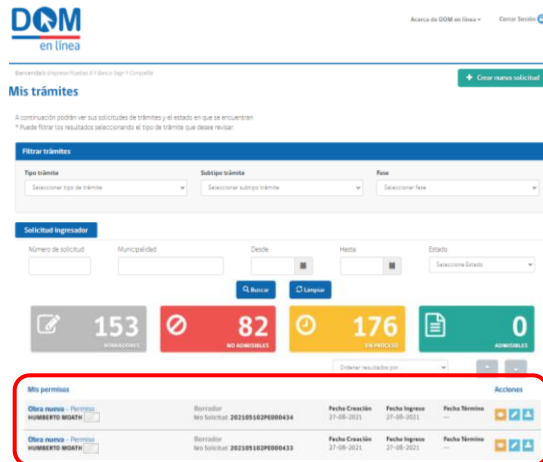 DOM
en línea
Acerca de DOM en línea
Cerrar Sesión
Bienvenido/a Empresa Pruebas
+ Crear nueva solicitud
Mis trámites
A continuación podrán ver sus solicitudes de trámites y el estado en que se encuentran
* Puede filtrar los resultados seleccionando el tipo de trámite que desea revisar.
Filtrar trámites
Tipo trámite Subtipo trámite Fase
Seleccionar tipo de trámite Seleccionar subtipo trámite Seleccionar fase
Solicitud ingresador
Número de solicitud Municipalidad Desde Hasta Estado
Seleccione Estado
Buscar Limpiar
153 82 176 0
BORRADORES NO ADMISIBLES EN PROCESO ADMISIBLES
Ordenar resultados por
Mis permisos Acciones
Obra nueva - Permiso Borrador Fecha Creación Fecha Ingreso Fecha Término
HUMBERTO MOATH No Solicitud: 202105102PE000434 27-08-2021 27-08-2021 ---
Obra nueva - Permiso Borrador Fecha Creación Fecha Ingreso Fecha Término
HUMBERTO MOATH No Solicitud: 202105102PE000433 27-08-2021 27-08-2021 ---